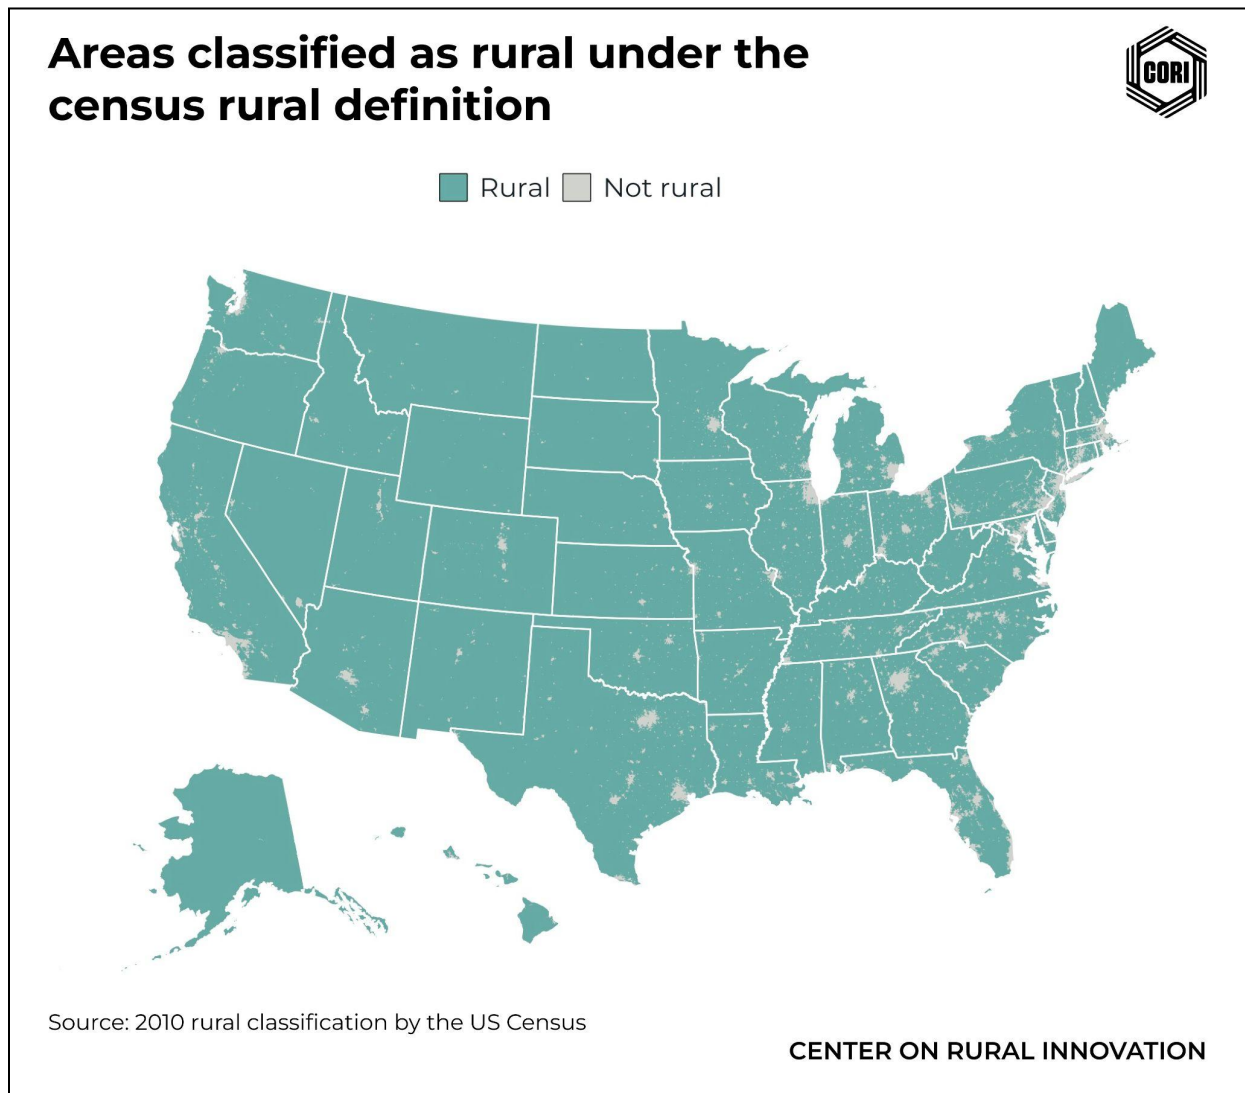 Areas classified as rural under the
census rural definition
CORI
Rural Not rural
Source: 2010 rural classification by the US Census
CENTER ON RURAL INNOVATION